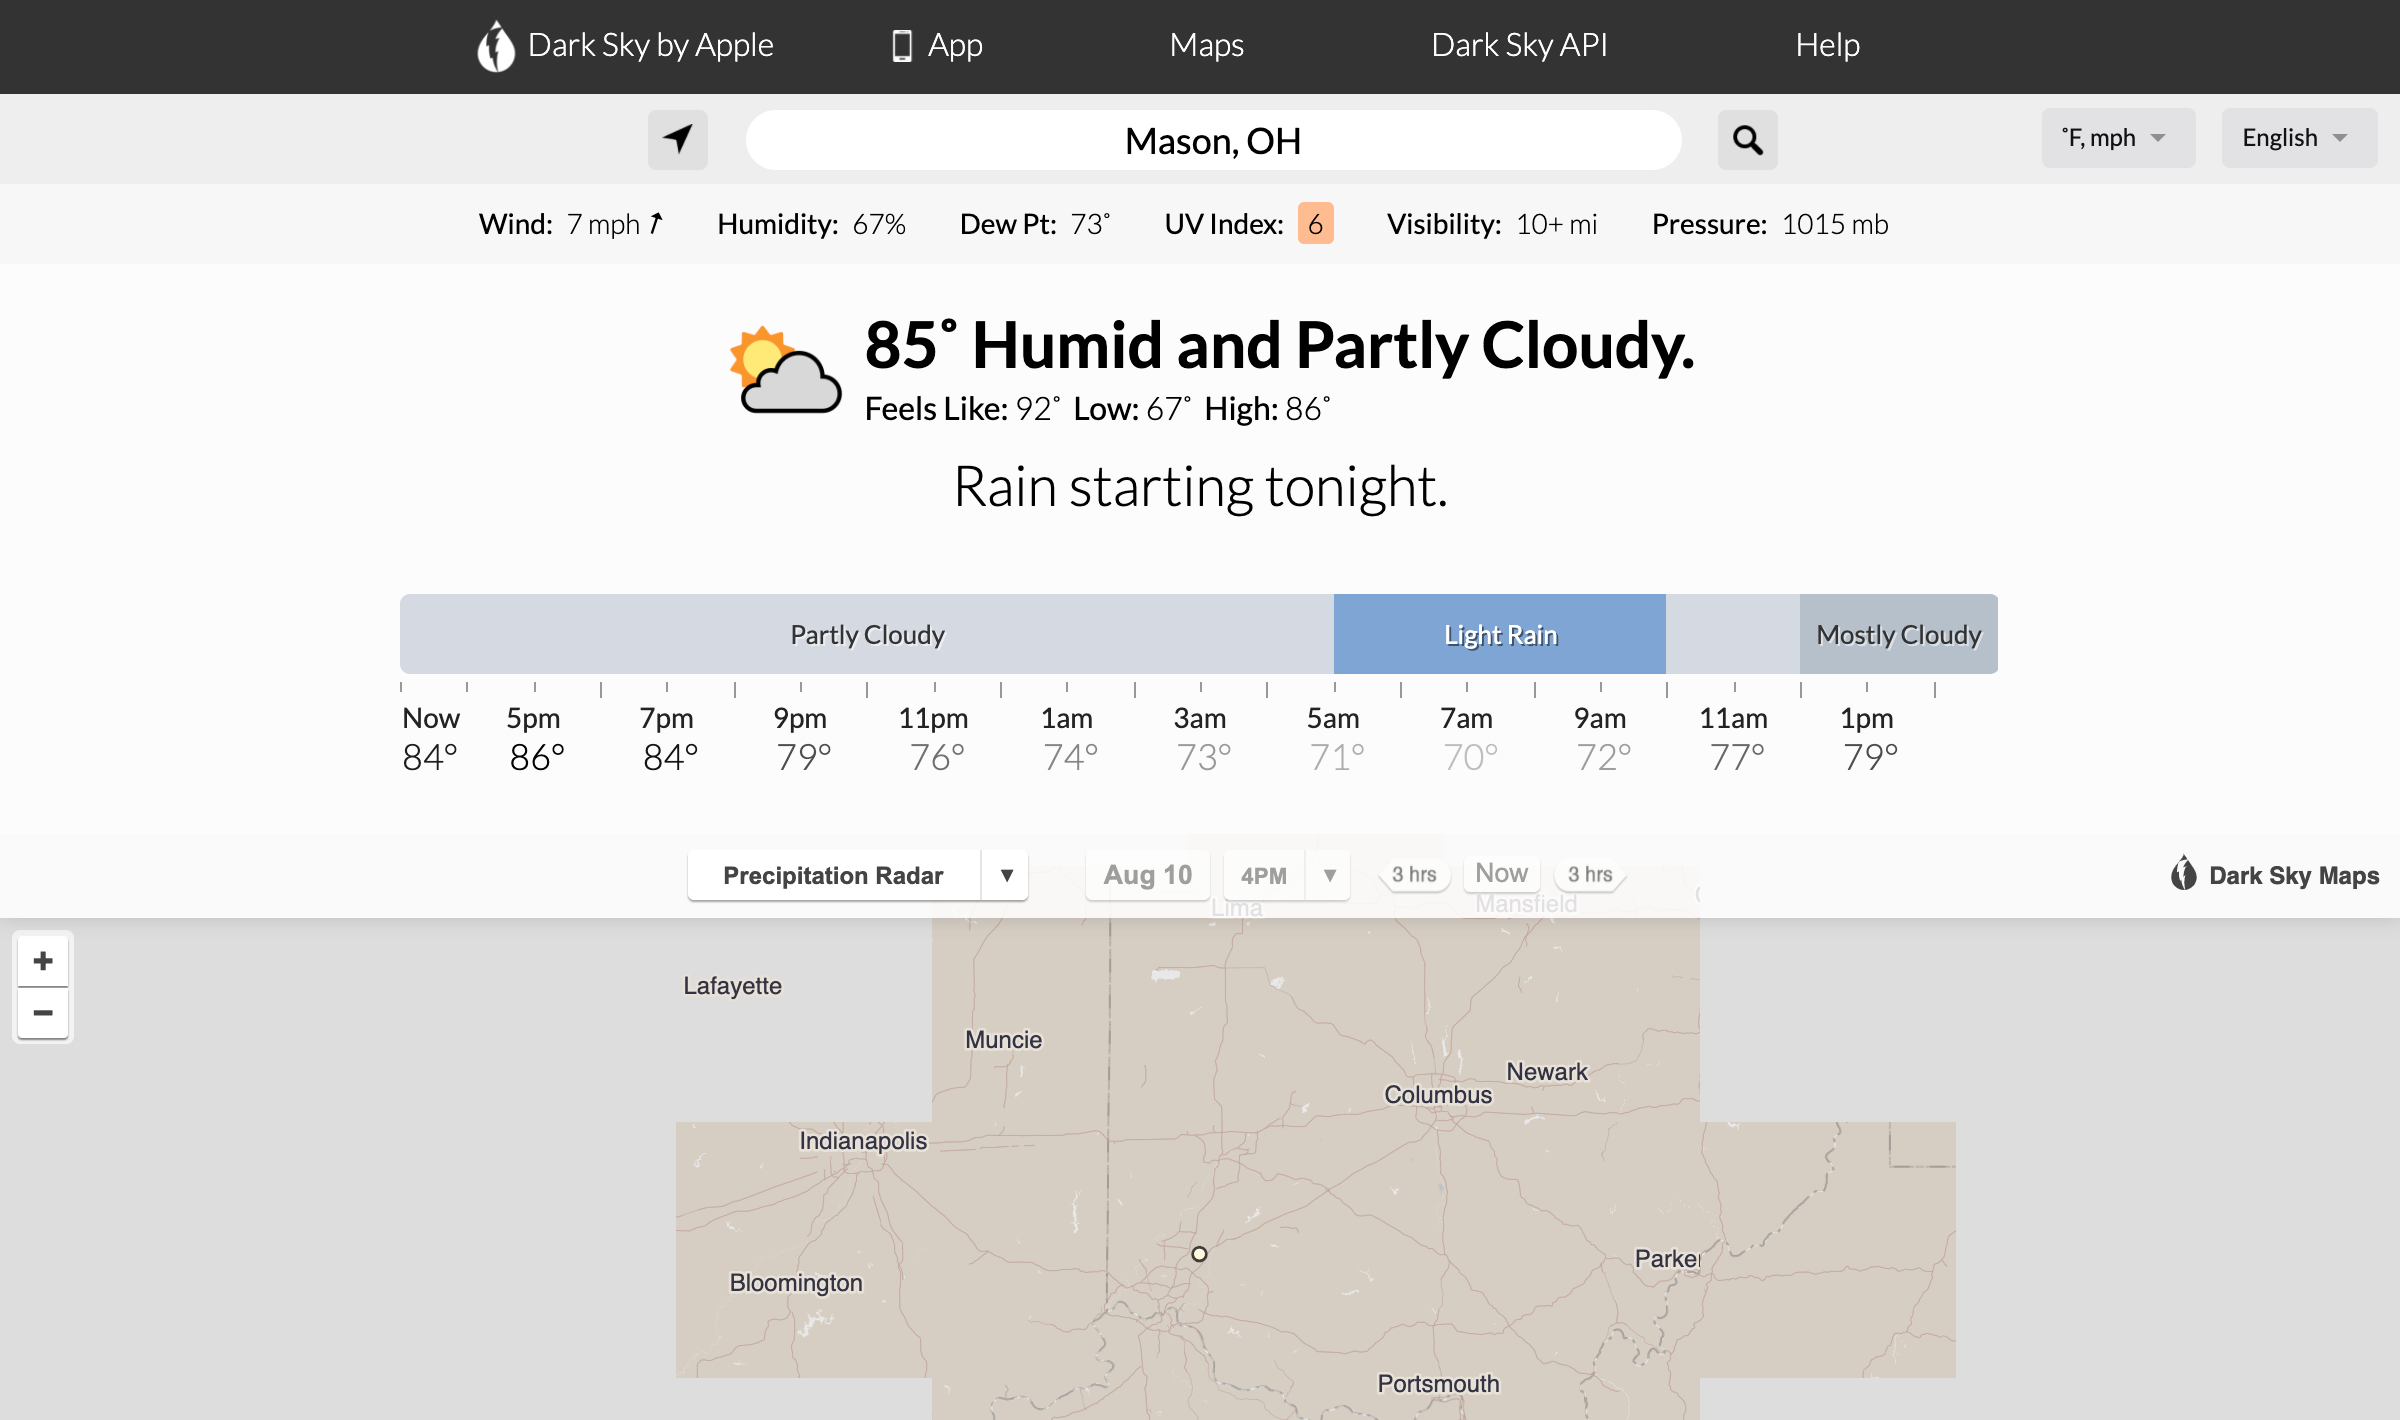 Dark Sky by Apple App Maps Dark Sky API Help
Mason, OH ˚F, mph English
Wind: 7 mph Humidity: 67% Dew Pt: 73˚ UV Index: 6 Visibility: 10+ mi Pressure: 1015 mb
85˚ Humid and Partly Cloudy.
Feels Like: 92˚ Low: 67˚ High: 86˚
Rain starting tonight.
Partly Cloudy Light Rain Mostly Cloudy
Now 5pm 7pm 9pm 11pm 1am 3am 5am 7am 9am 11am 1pm
84° 86° 84° 79° 76° 74° 73° 71° 70° 72° 77° 79°
Precipitation Radar ▼ Aug 10 4PM ▼ 3 hrs Now 3 hrs Dark Sky Maps
Lima Mansfield
+
Lafayette
−
Muncie
Newark
Columbus
Indianapolis
Parker
Bloomington
Portsmouth